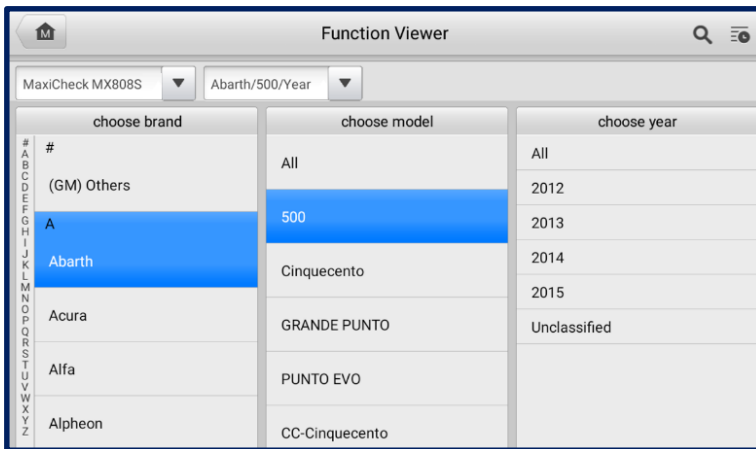 M
Function Viewer
MaxiCheck MX808S
Abarth/500/Year
choose brand
choose model
choose year
#
A
B
C
D
E
F
G
H
I
J
K
L
M
N
O
P
Q
R
S
T
U
V
W
X
Y
Z
#
(GM) Others
A
Abarth
Acura
Alfa
Alpheon
All
500
Cinquecento
GRANDE PUNTO
PUNTO EVO
CC-Cinquecento
All
2012
2013
2014
2015
Unclassified